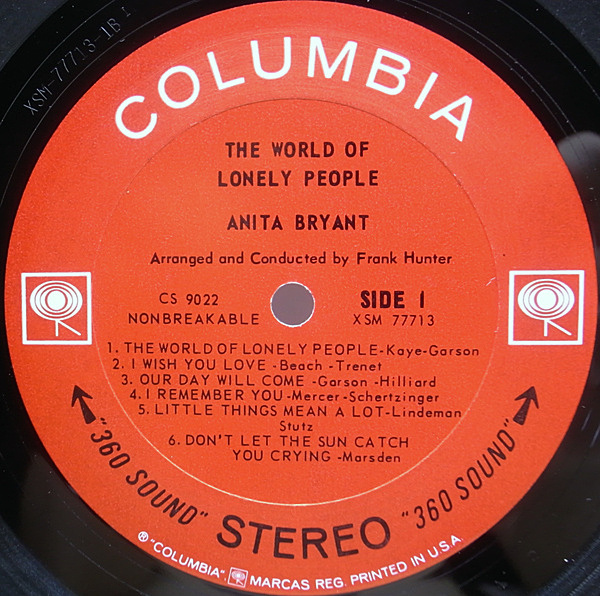 XSM-77713-1B I
COLUMBIA
THE WORLD OF
LONELY PEOPLE
ANITA BRYANT
Arranged and Conducted by Frank Hunter
CS 9022
NONBREAKABLE
SIDE 1
XSM 77713
1. THE WORLD OF LONELY PEOPLE-Kaye-Garson
2. I WISH YOU LOVE -Beach -Trenet
3. OUR DAY WILL COME -Garson -Hilliard
4. I REMEMBER YOU-Mercer-Schertzinger
5. LITTLE THINGS MEAN A LOT-Lindeman
Stutz
6. DON'T LET THE SUN CATCH
YOU CRYING -Marsden
"360 SOUND" STEREO "360 SOUND"
® "COLUMBIA", MARCAS REG. PRINTED IN U.S.A.